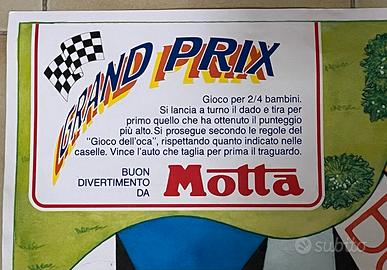 GRAND PRIX
Gioco per 2/4 bambini.
Si lancia a turno il dado e tira per
primo quello che ha ottenuto il punteggio
più alto. Si prosegue secondo le regole del
"Gioco dell'oca", rispettando quanto indicato nelle
caselle. Vince l'auto che taglia per prima il traguardo.
BUON
DIVERTIMENTO
DA
Motta
subito